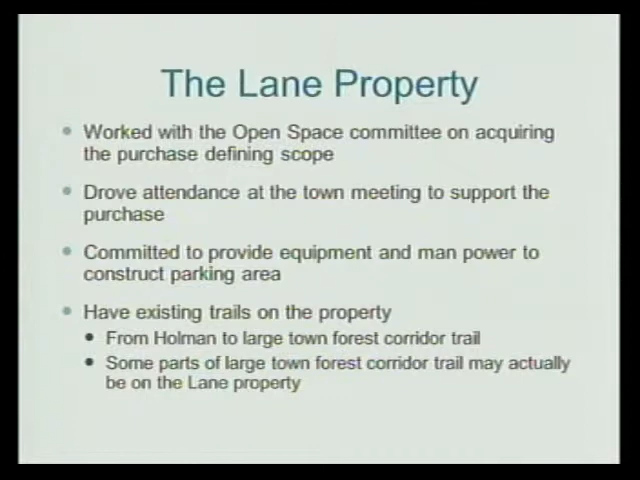 The Lane Property
Worked with the Open Space committee on acquiring
the purchase defining scope
Drove attendance at the town meeting to support the
purchase
Committed to provide equipment and man power to
construct parking area
Have existing trails on the property
From Holman to large town forest corridor trail
Some parts of large town forest corridor trail may actually
be on the Lane property